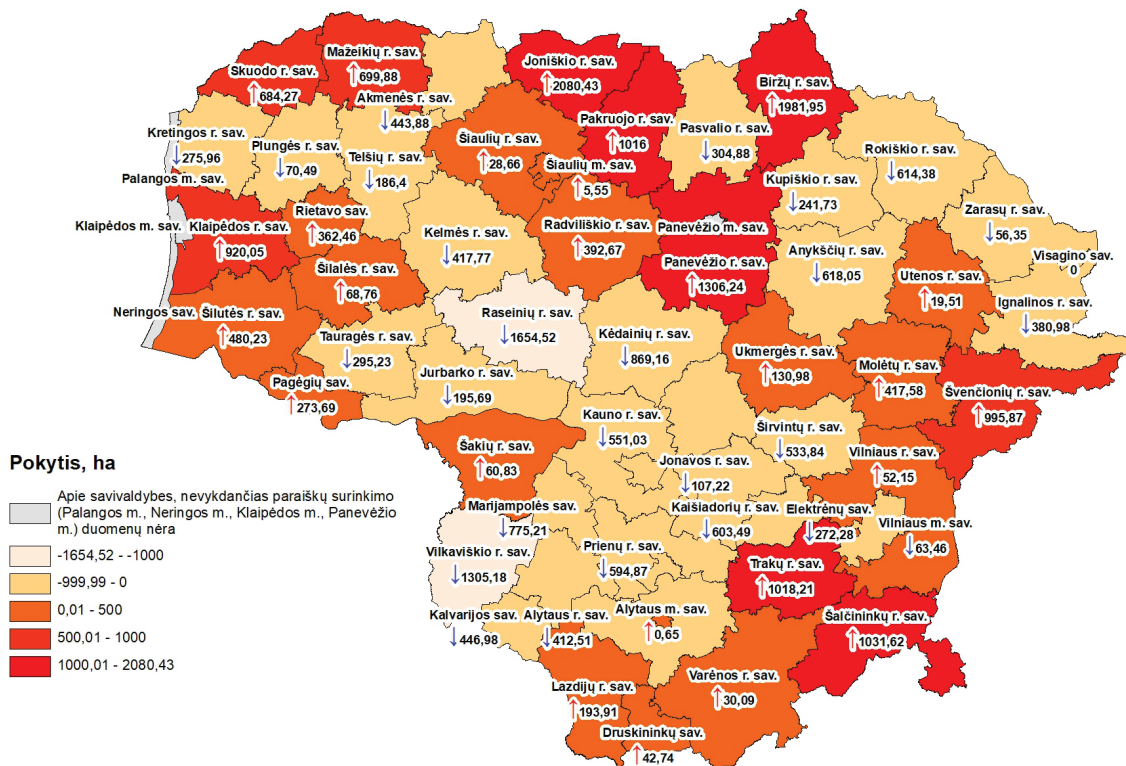 Mažeikių r. sav.
↑699,88
Skuodo r. sav.
↑684,27
Joniškio r. sav.
↑2080,43
Biržų r. sav.
↑1981,95
Akmenės r. sav.
↓443,88
Kretingos r. sav.
↓275,96
Plungės r. sav.
↓70,49
Telšių r. sav.
↓186,4
Šiaulių r. sav.
↑28,66
Pakruojo r. sav.
↑1016
Pasvalio r. sav.
↓304,88
Rokiškio r. sav.
↓614,38
Šiaulių m. sav.
↑5,55
Palangos m. sav.
Kupiškio r. sav.
↓241,73
Zarasų r. sav.
↓56,35
Klaipėdos m. sav.
Klaipėdos r. sav.
↑920,05
Rietavo sav.
↑362,46
Kelmės r. sav.
↓417,77
Radviliškio r. sav.
↑392,67
Panevėžio m. sav.
Panevėžio r. sav.
↑1306,24
Anykščių r. sav.
↓618,05
Visagino sav.
0
Utenos r. sav.
↑19,51
Ignalinos r. sav.
↓380,98
Šilalės r. sav.
↑68,76
Neringos sav.
Šilutės r. sav.
↑480,23
Raseinių r. sav.
↓1654,52
Tauragės r. sav.
↓295,23
Kėdainių r. sav.
↓869,16
Ukmergės r. sav.
↑130,98
Molėtų r. sav.
↑417,58
Švenčionių r. sav.
↑995,87
Pagėgių sav.
↑273,69
Jurbarko r. sav.
↓195,69
Kauno r. sav.
↓551,03
Širvintų r. sav.
↓533,84
Šakių r. sav.
↑60,83
Jonavos r. sav.
↓107,22
Vilniaus r. sav.
↑52,15
Marijampolės sav.
↓775,21
Kaišiadorių r. sav.
↓603,49
Elektrėnų sav.
↓272,28
Vilniaus m. sav.
↓63,46
Vilkaviškio r. sav.
↓1305,18
Prienų r. sav.
↓594,87
Trakų r. sav.
↑1018,21
Kalvarijos sav.
↓446,98
Alytaus r. sav.
↓412,51
Alytaus m. sav.
↑0,65
Šalčininkų r. sav.
↑1031,62
Lazdijų r. sav.
↑193,91
Varėnos r. sav.
↑30,09
Druskininkų sav.
↑42,74
Pokytis, ha
Apie savivaldybes, nevykdančias paraiškų surinkimo
(Palangos m., Neringos m., Klaipėdos m., Panevėžio
m.) duomenų nėra
-1654,52 - -1000
-999,99 - 0
0,01 - 500
500,01 - 1000
1000,01 - 2080,43